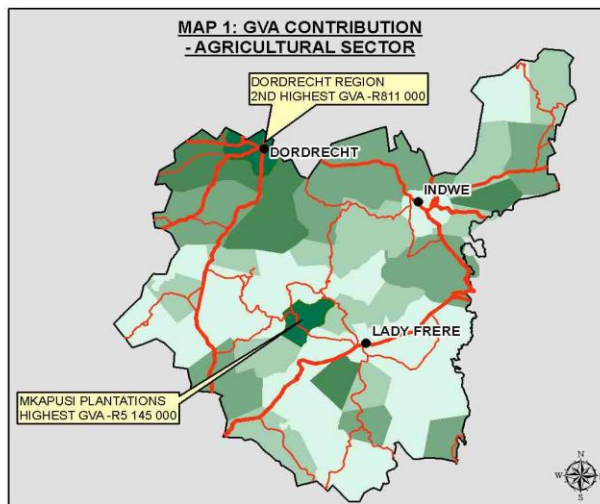 MAP 1: GVA CONTRIBUTION
- AGRICULTURAL SECTOR
DORDRECHT REGION
2ND HIGHEST GVA -R811 000
DORDRECHT
INDWE
LADY FRERE
MKAPUSI PLANTATIONS
HIGHEST GVA -R5 145 000
N
W E
S